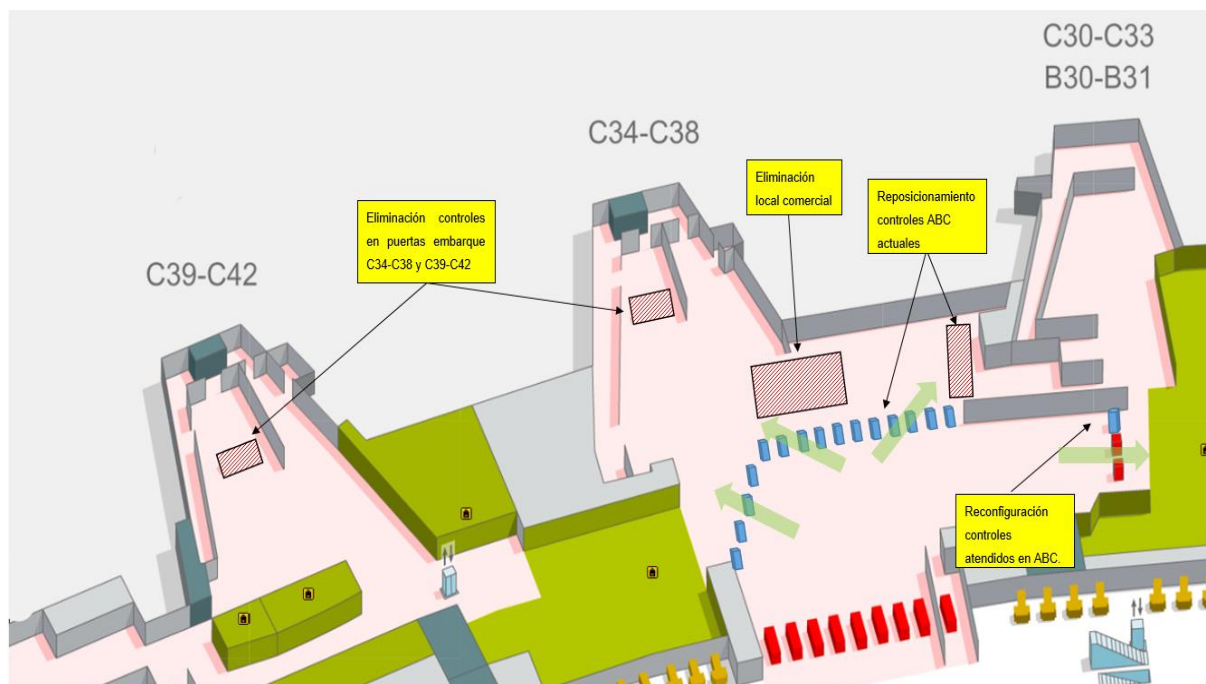 C30-C33
B30-B31
C34-C38
C39-C42
Eliminación controles
en puertas embarque
C34-C38 y C39-C42
Eliminación
local comercial
Reposicionamiento
controles ABC
actuales
Reconfiguración
controles
atendidos en ABC.